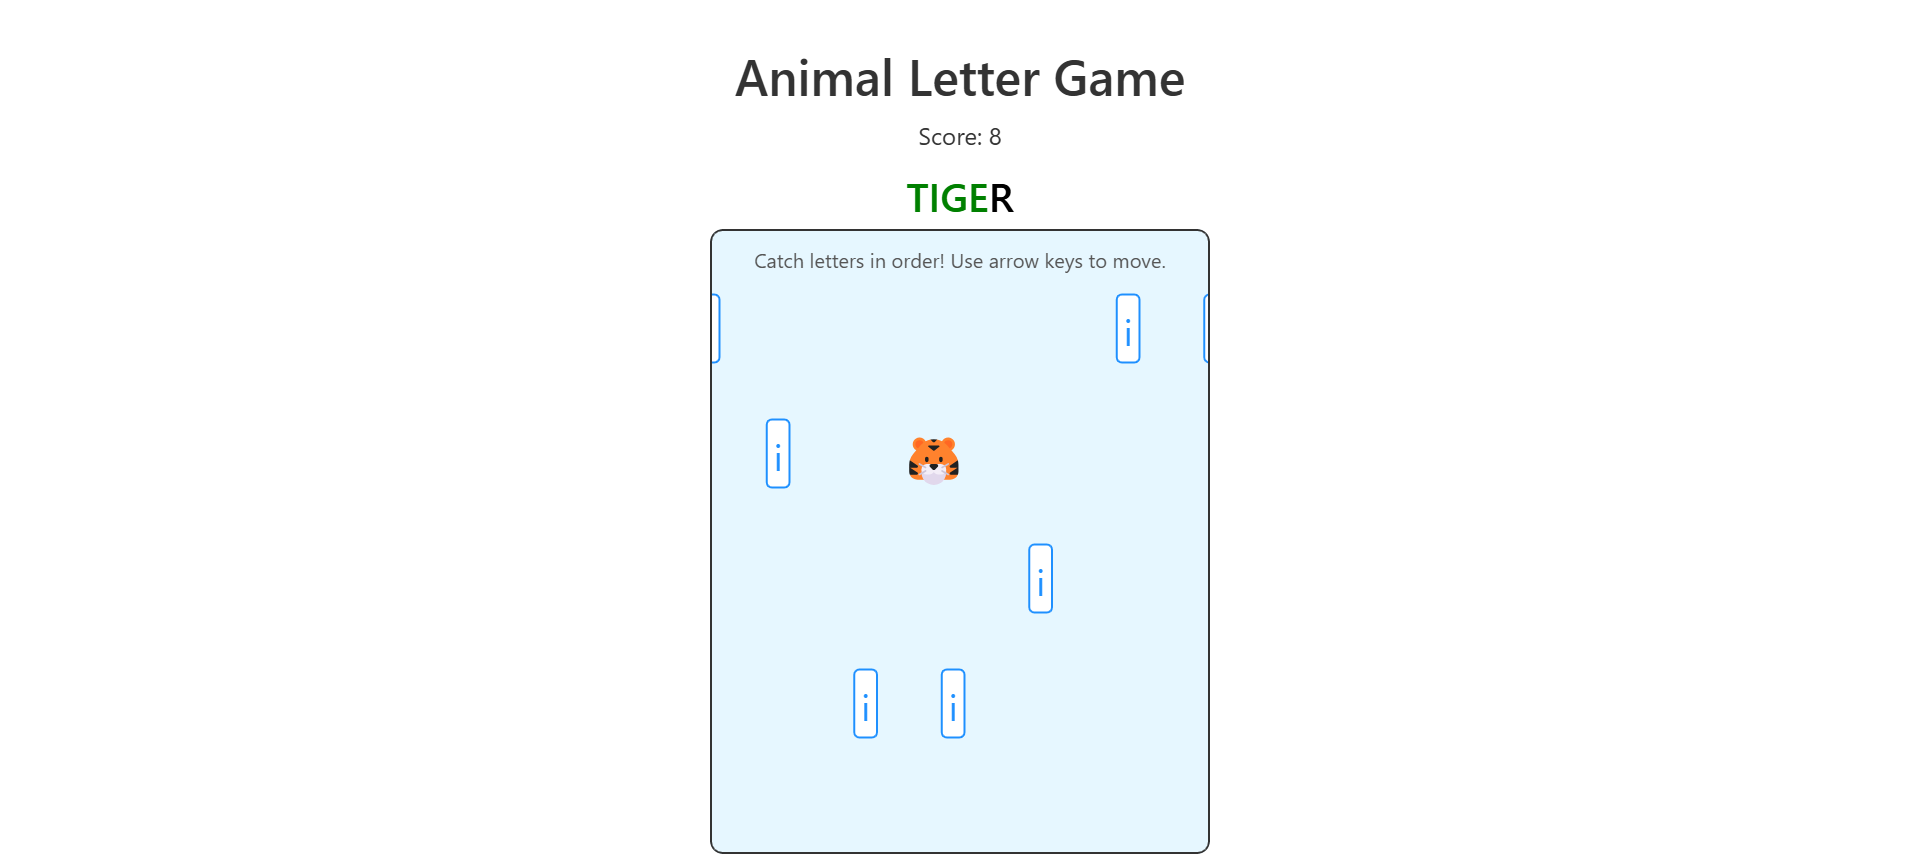 Animal Letter Game
Score: 8
TIGER
Catch letters in order! Use arrow keys to move.
i
i
i
i i